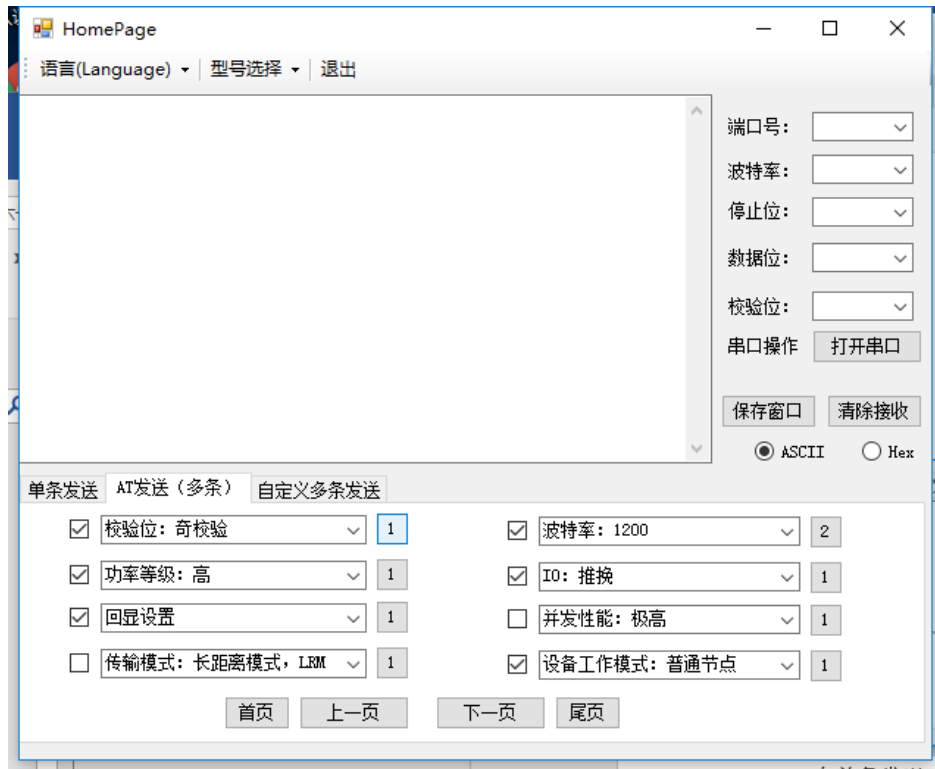 HomePage
语言(Language) 型号选择 退出
端口号：
波特率：
停止位：
数据位：
校验位：
串口操作 打开串口
保存窗口 清除接收
ASCII Hex
单条发送 AT发送（多条） 自定义多条发送
校验位：奇校验 1 波特率：1200 2
功率等级：高 1 IO：推挽 1
回显设置 1 并发性能：极高 1
传输模式：长距离模式，LRM 1 设备工作模式：普通节点 1
首页 上一页 下一页 尾页